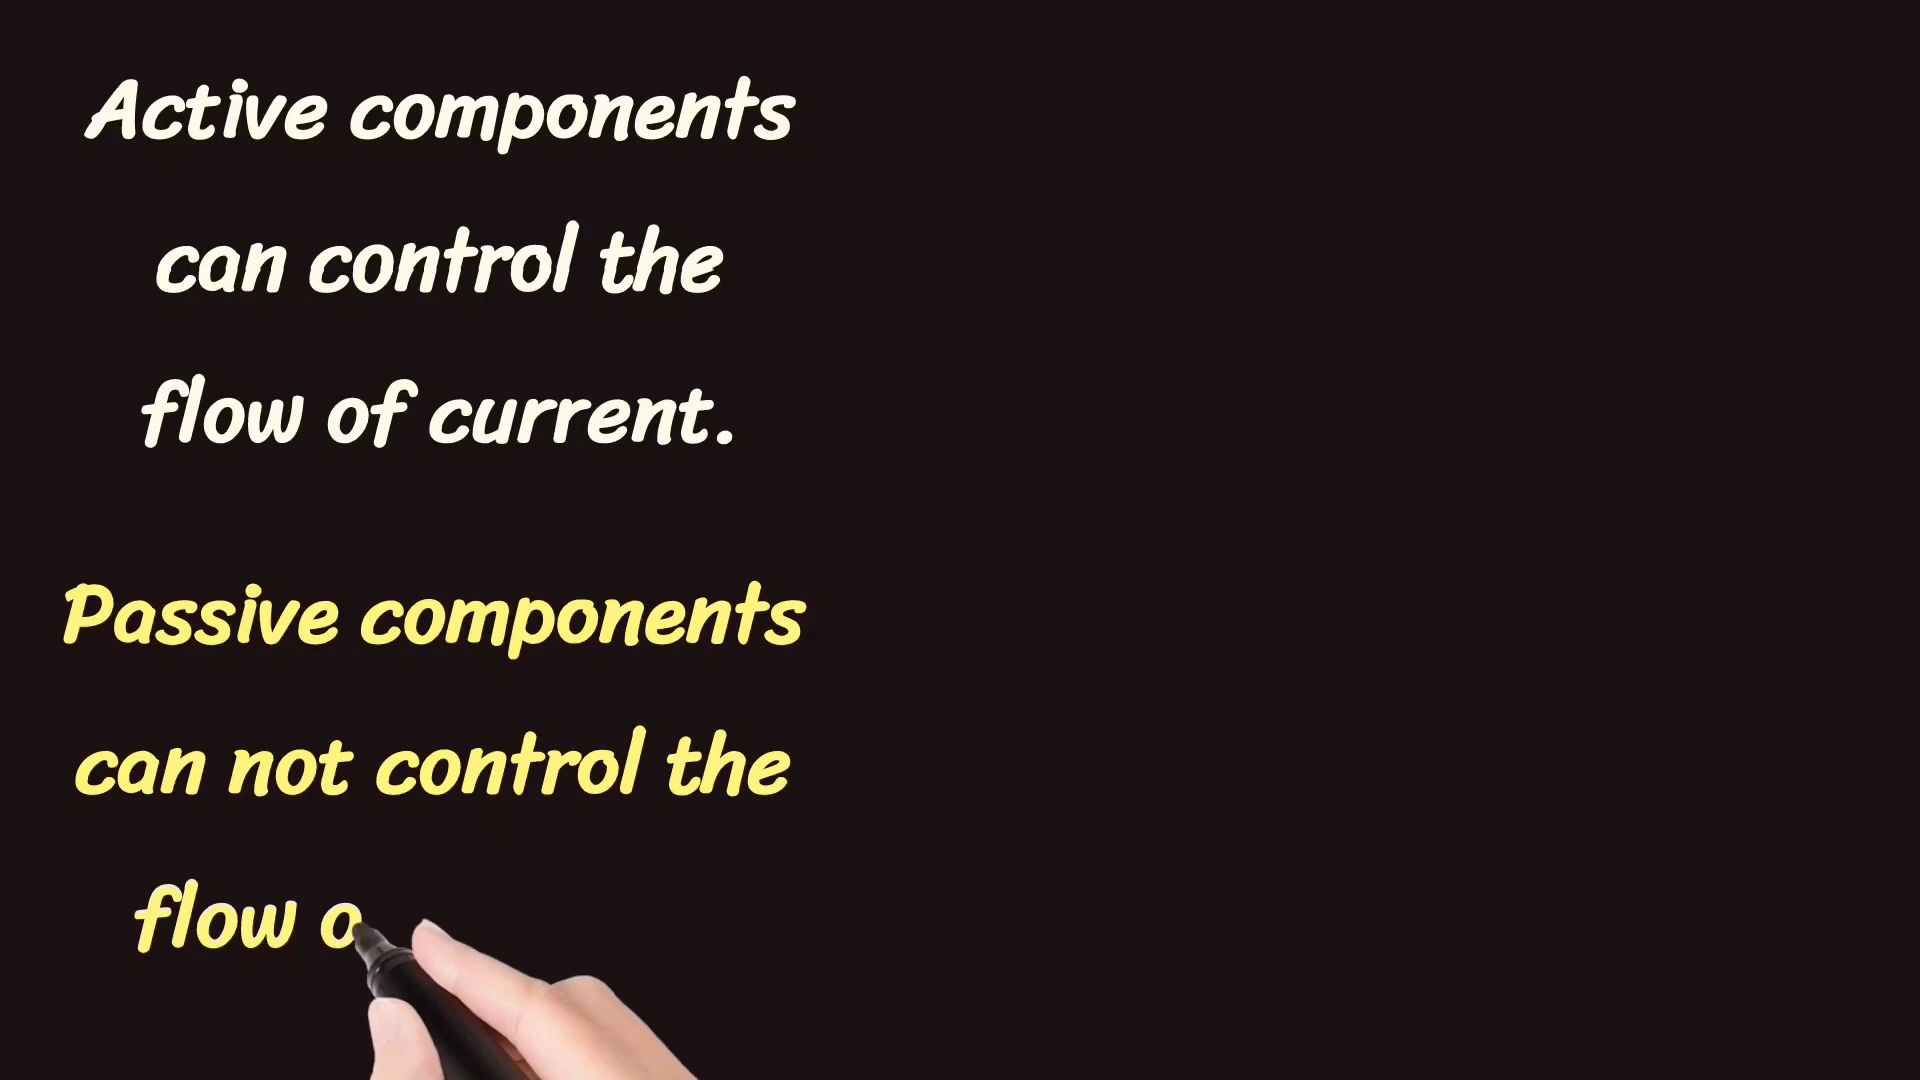 Active components
can control the
flow of current.
Passive components
can not control the
flow o